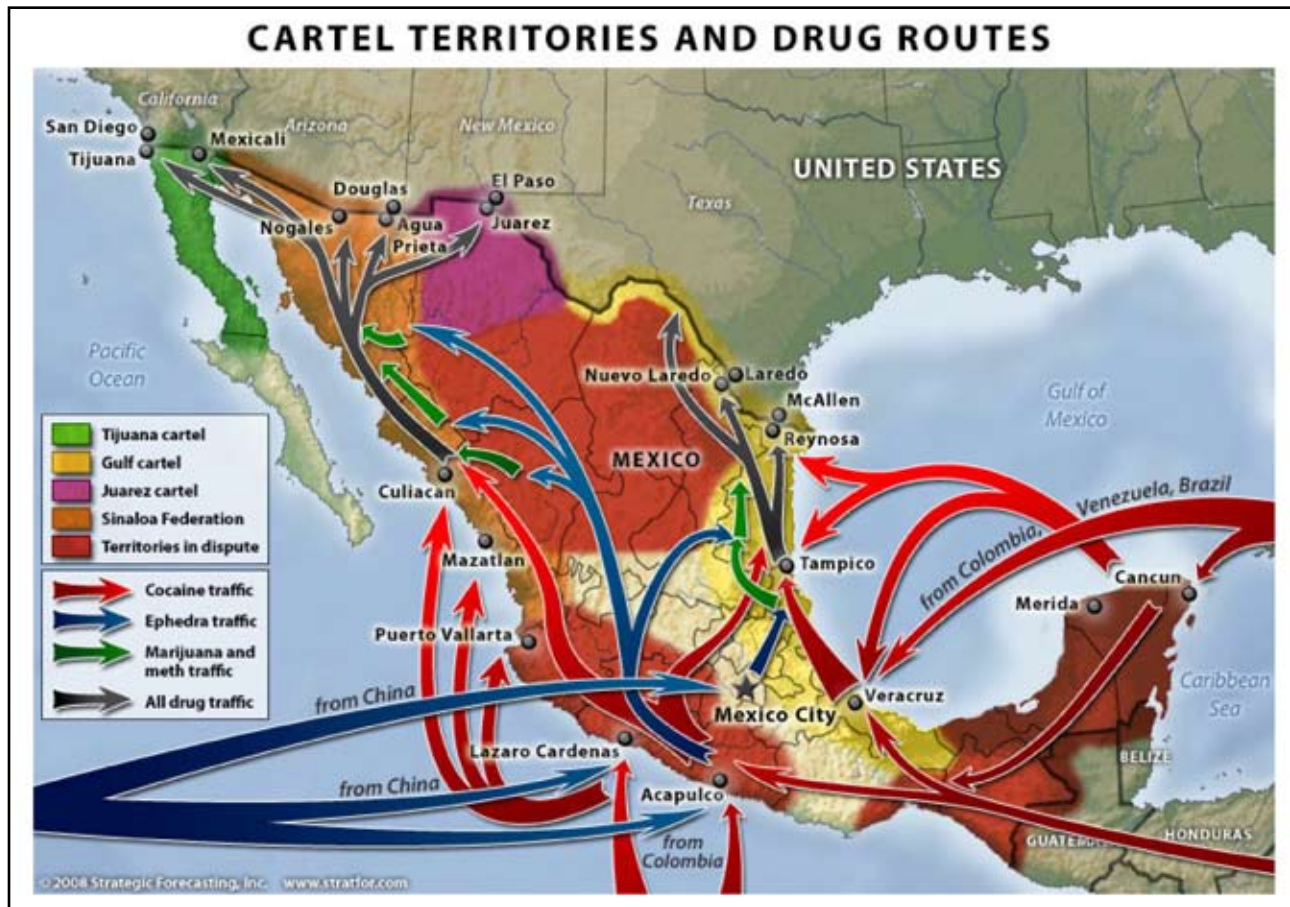 CARTEL TERRITORIES AND DRUG ROUTES
California
San Diego
Tijuana
Mexicali
Arizona
New Mexico
UNITED STATES
Douglas
El Paso
Nogales
Agua
Prieta
Juarez
Texas
Pacific
Ocean
Nuevo Laredo
Laredo
McAllen
Reynosa
Gulf of
Mexico
MEXICO
Tijuana cartel
Gulf cartel
Juarez cartel
Sinaloa Federation
Territories in dispute
Culiacan
Mazatlan
Tampico
from Colombia, Venezuela, Brazil
Cancun
Merida
Cocaine traffic
Ephedra traffic
Marijuana and
meth traffic
All drug traffic
Puerto Vallarta
from China
Mexico City
Veracruz
Caribbean
Sea
Lazaro Cardenas
from China
Acapulco
BELIZE
from
Colombia
HONDURAS
© 2008 Strategic Forecasting, Inc. www.stratfor.com